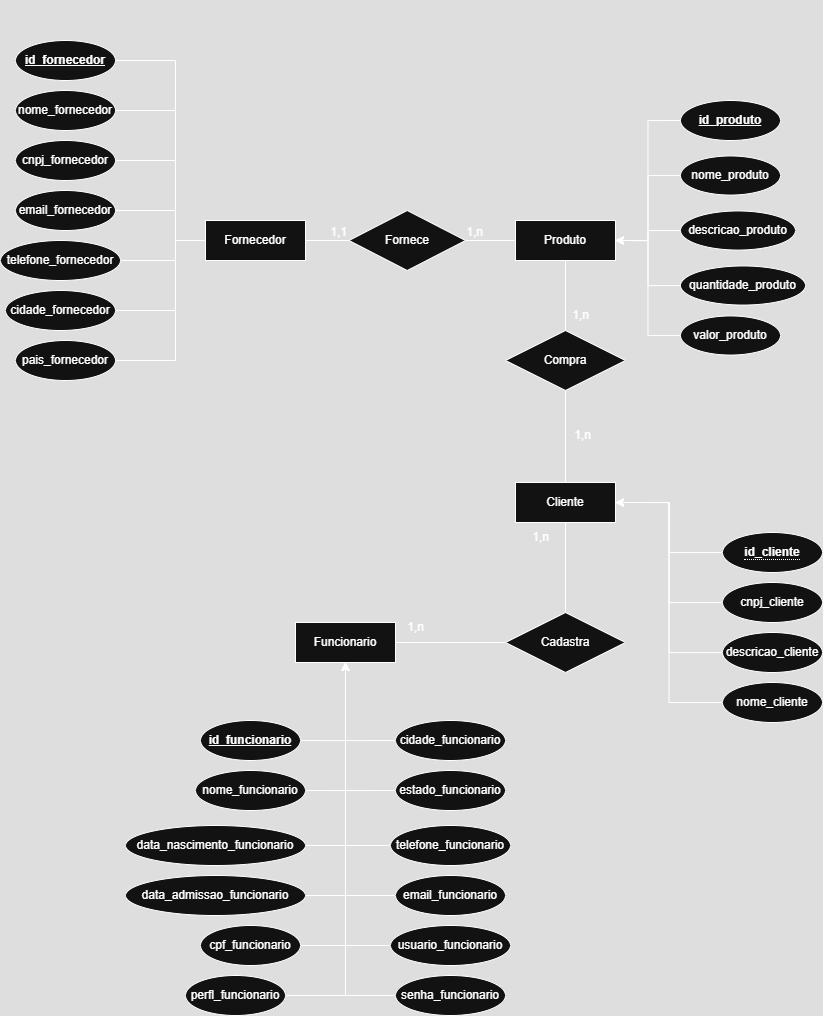 id_fornecedor
nome_fornecedor
cnpj_fornecedor
email_fornecedor
telefone_fornecedor
cidade_fornecedor
pais_fornecedor
Fornecedor
1,1
Fornece
1,n
Produto
id_produto
nome_produto
descricao_produto
quantidade_produto
valor_produto
1,n
Compra
1,n
Cliente
1,n
id_cliente
cnpj_cliente
descricao_cliente
nome_cliente
Funcionario
1,n
Cadastra
id_funcionario
nome_funcionario
data_nascimento_funcionario
data_admissao_funcionario
cpf_funcionario
perfl_funcionario
cidade_funcionario
estado_funcionario
telefone_funcionario
email_funcionario
usuario_funcionario
senha_funcionario